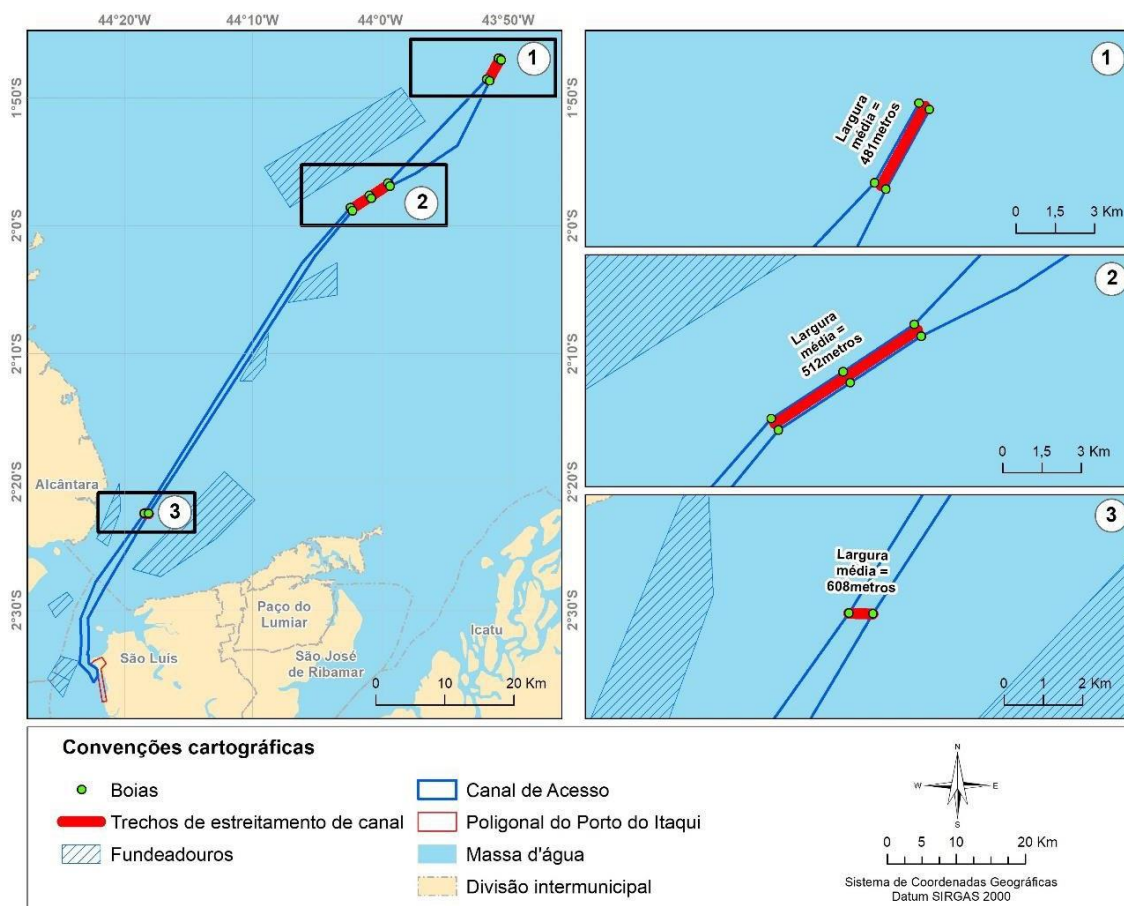 44°20'W
44°10'W
44°0'W
43°50'W
1°50'S
2°0'S
2°10'S
2°20'S
2°30'S
1
2
3
Alcântara
São Luís
Paço do
Lumiar
São José
de Ribamar
Icatu
0 10 20 Km
1
Largura
média =
481metros
0 1,5 3 Km
2
Largura
média =
512metros
0 1,5 3 Km
3
Largura
média =
608metros
0 1 2 Km
Convenções cartográficas
Boias
Trechos de estreitamento de canal
Fundeadouros
Canal de Acesso
Poligonal do Porto do Itaqui
Massa d'água
Divisão intermunicipal
N
W E
S
0 5 10 20 Km
Sistema de Coordenadas Geográficas
Datum SIRGAS 2000